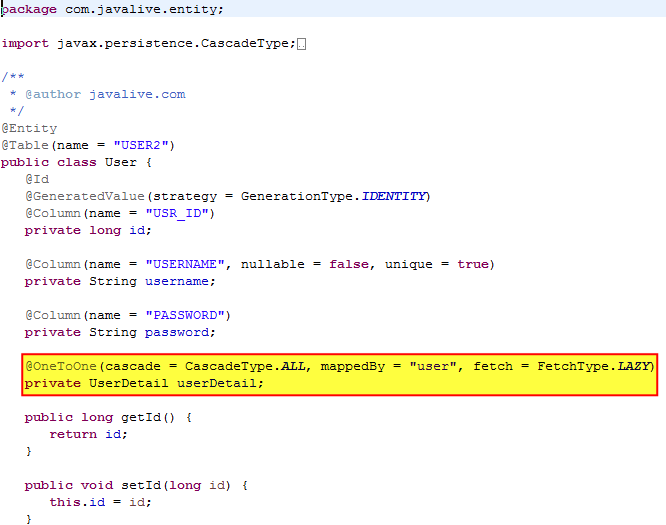 package com.javalive.entity;
import javax.persistence.CascadeType;
/**
 * @author javalive.com
 */
@Entity
@Table(name = "USER2")
public class User {
   @Id
   @GeneratedValue(strategy = GenerationType.IDENTITY)
   @Column(name = "USR_ID")
   private long id;
   @Column(name = "USERNAME", nullable = false, unique = true)
   private String username;
   @Column(name = "PASSWORD")
   private String password;
   @OneToOne(cascade = CascadeType.ALL, mappedBy = "user", fetch = FetchType.LAZY)
   private UserDetail userDetail;
   public long getId() {
      return id;
   }
   public void setId(long id) {
      this.id = id;
   }